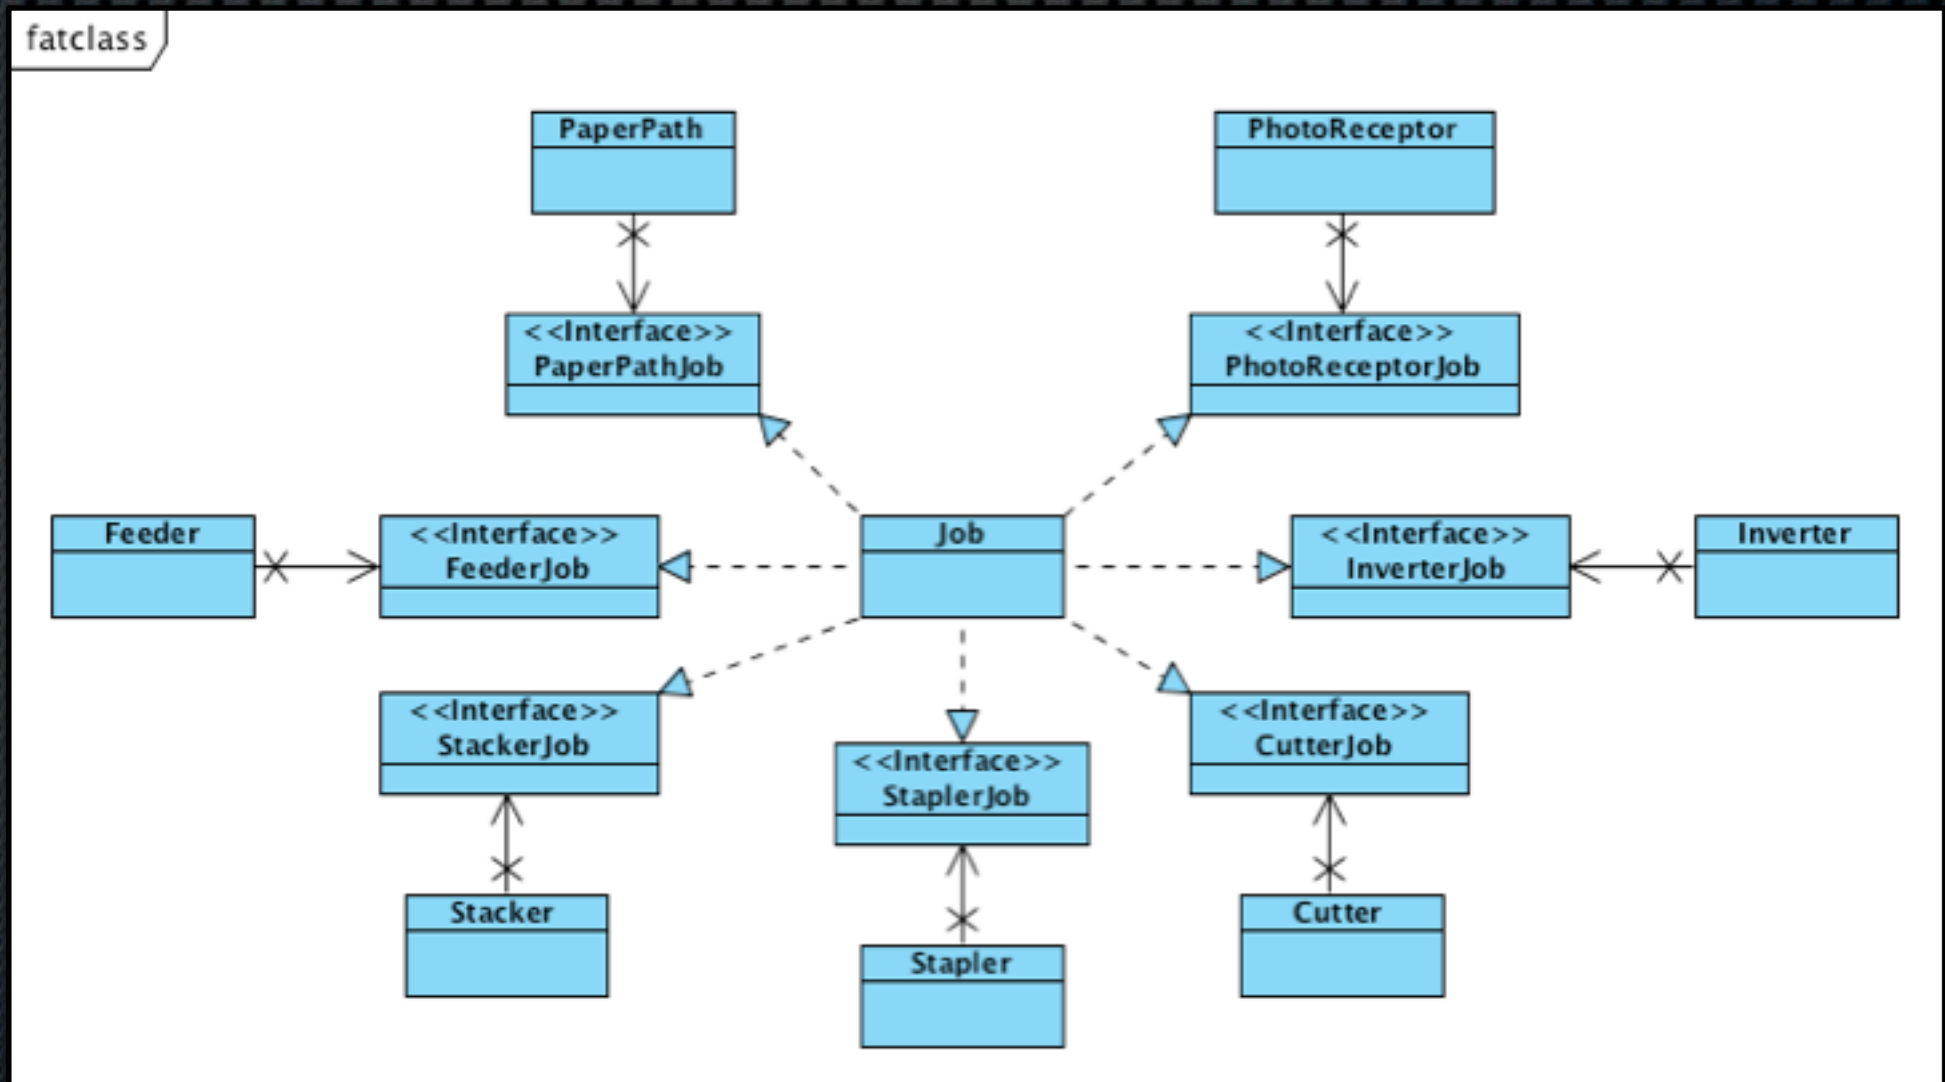 fatclass
PaperPath
PhotoReceptor
<<Interface>>
PaperPathJob
<<Interface>>
PhotoReceptorJob
Feeder
<<Interface>>
FeederJob
Job
<<Interface>>
InverterJob
Inverter
<<Interface>>
StackerJob
<<Interface>>
StaplerJob
<<Interface>>
CutterJob
Stacker
Stapler
Cutter